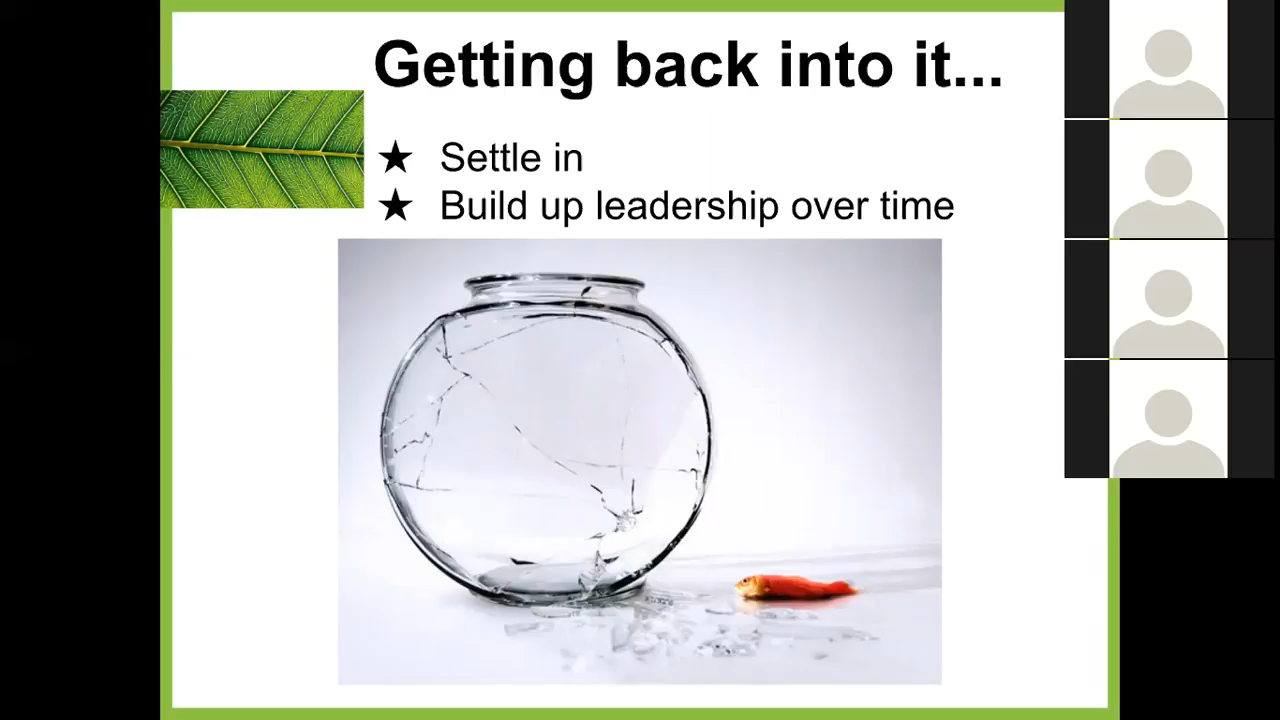 Getting back into it...
★ Settle in
★ Build up leadership over time